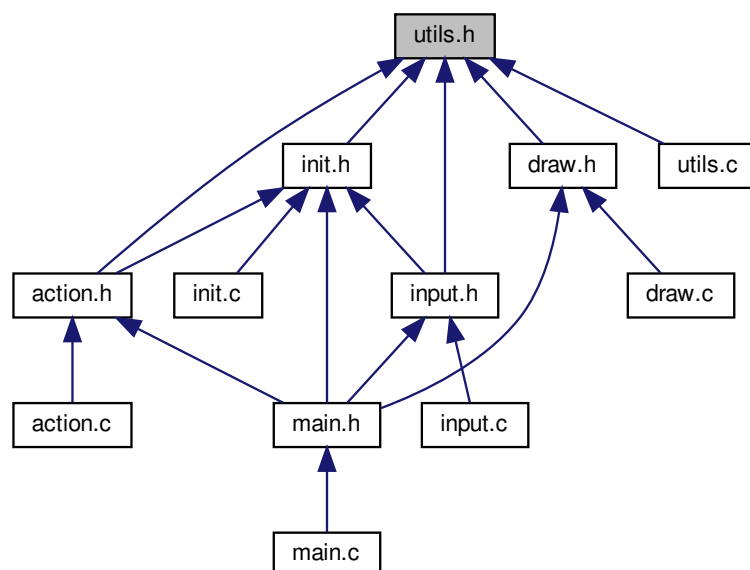 utils.h
init.h
draw.h
utils.c
action.h
init.c
input.h
draw.c
action.c
main.h
input.c
main.c